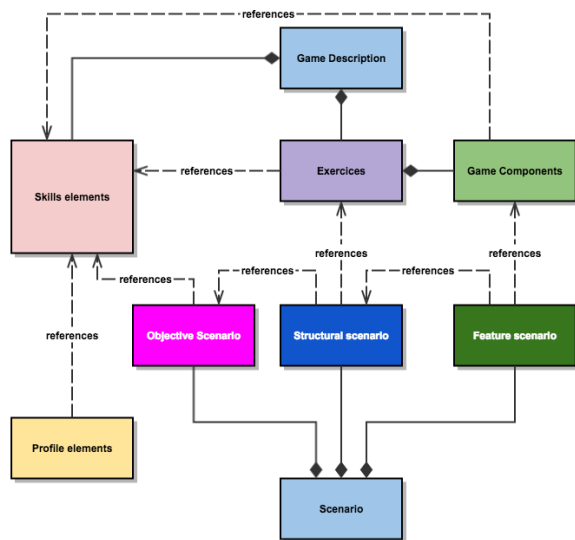 references
Game Description
Skills elements
references
Exercices
Game Components
references
references
references
references
references
Objective Scenario
Structural scenario
Feature scenario
references
Profile elements
Scenario